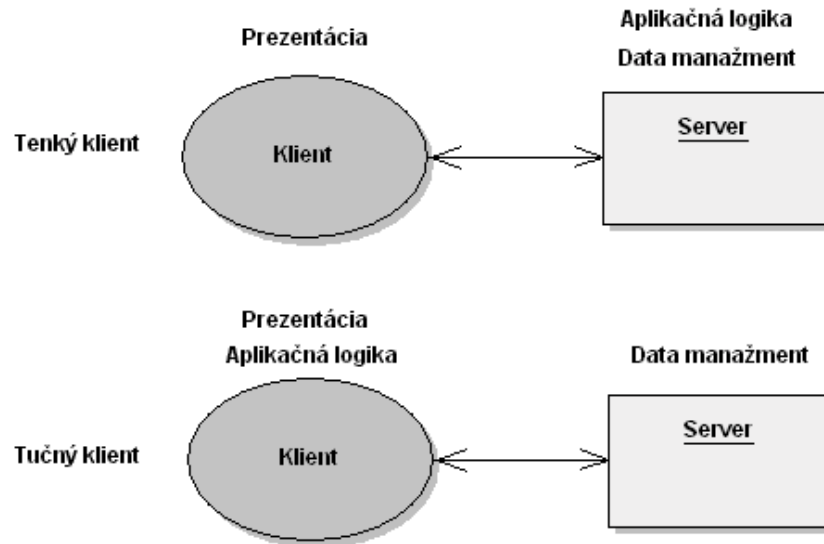 Prezentácia
Aplikačná logika
Data manažment
Tenký klient
Klient
Server
Prezentácia
Aplikačná logika
Data manažment
Tučný klient
Klient
Server